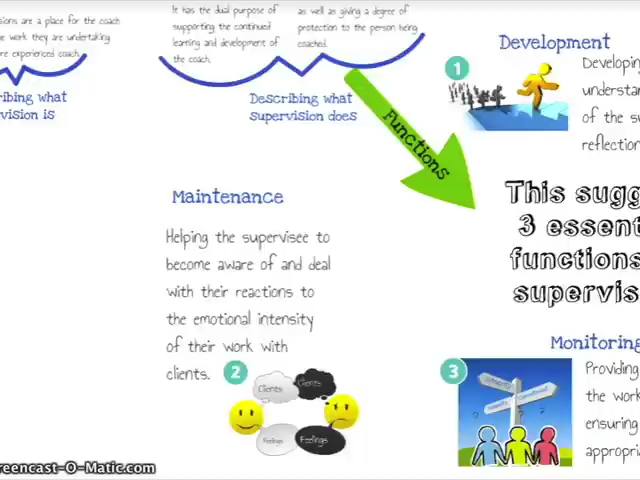 sions are a place for the coach
e work they are undertaking
re experienced coach.
ribing what
vision is
It has the dual purpose of
supporting the continued
learning and development of
the coach.
as well as giving a degree of
protection to the person being
coached.
Describing what
supervision does
Functions
Development
1
Developin
understan
of the su
reflection
This sugg
3 essent
functions
supervis
Maintenance
Helping the supervisee to
become aware of and deal
with their reactions to
the emotional intensity
of their work with
clients.
2
Clients
Clients
Feelings
Feelings
Monitoring
3
Providing
the work
ensuring
appropria
creencast-O-Matic.com